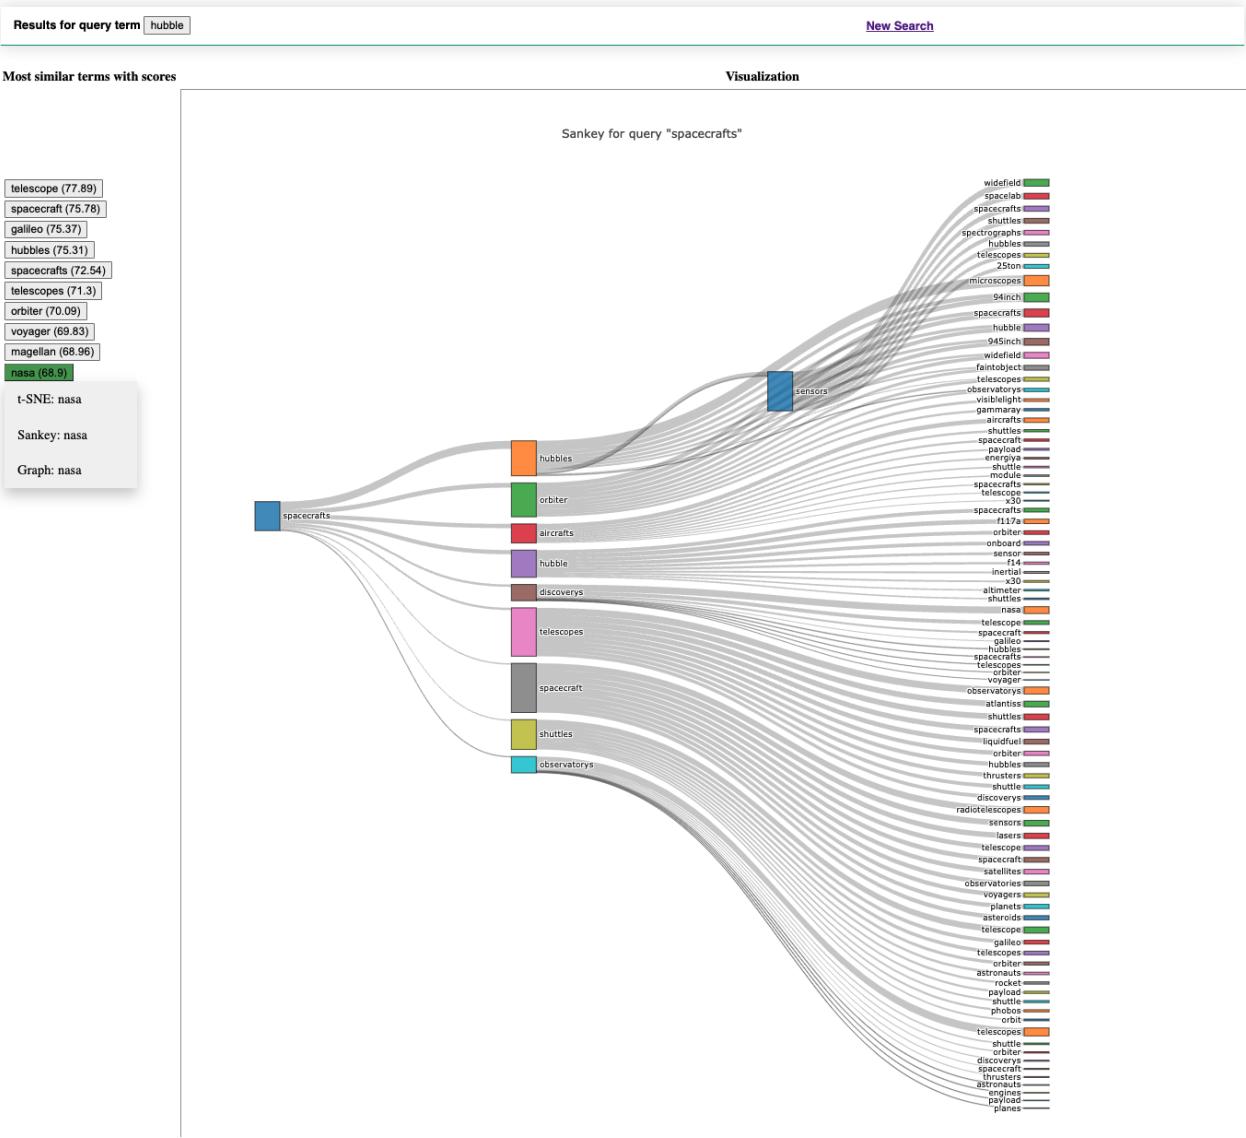 Results for query term hubble
New Search
Most similar terms with scores
Visualization
telescope (77.89)
spacecraft (75.78)
galileo (75.37)
hubbles (75.31)
spacecrafts (72.54)
telescopes (71.3)
orbiter (70.09)
voyager (69.83)
magellan (68.96)
nasa (68.9)
t-SNE: nasa
Sankey: nasa
Graph: nasa
Sankey for query "spacecrafts"
spacecrafts
hubbles
orbiter
aircrafts
hubble
discoverys
telescopes
spacecraft
shuttles
observatorys
sensors
widefield
spacelab
spacecrafts
shuttles
spectrographs
hubbles
telescopes
25ton
microscopes
94inch
spacecrafts
hubble
945inch
widefield
faintobject
telescopes
observatorys
visiblelight
gammaray
aircrafts
shuttles
spacecraft
payload
energiya
shuttle
module
spacecrafts
telescope
x30
spacecrafts
f117a
orbiter
onboard
sensor
f14
inertial
x30
altimeter
shuttles
nasa
telescope
spacecraft
galileo
hubbles
spacecrafts
telescopes
orbiter
voyager
observatorys
atlantiss
shuttles
spacecrafts
liquidfuel
orbiter
hubbles
thrusters
shuttle
discoverys
radiotelescopes
sensors
lasers
telescope
spacecraft
satellites
observatories
voyagers
planets
asteroids
telescope
galileo
telescopes
orbiter
astronauts
rocket
payload
shuttle
phobos
orbit
telescopes
shuttle
orbiter
discoverys
spacecraft
thrusters
astronauts
engines
payload
planes